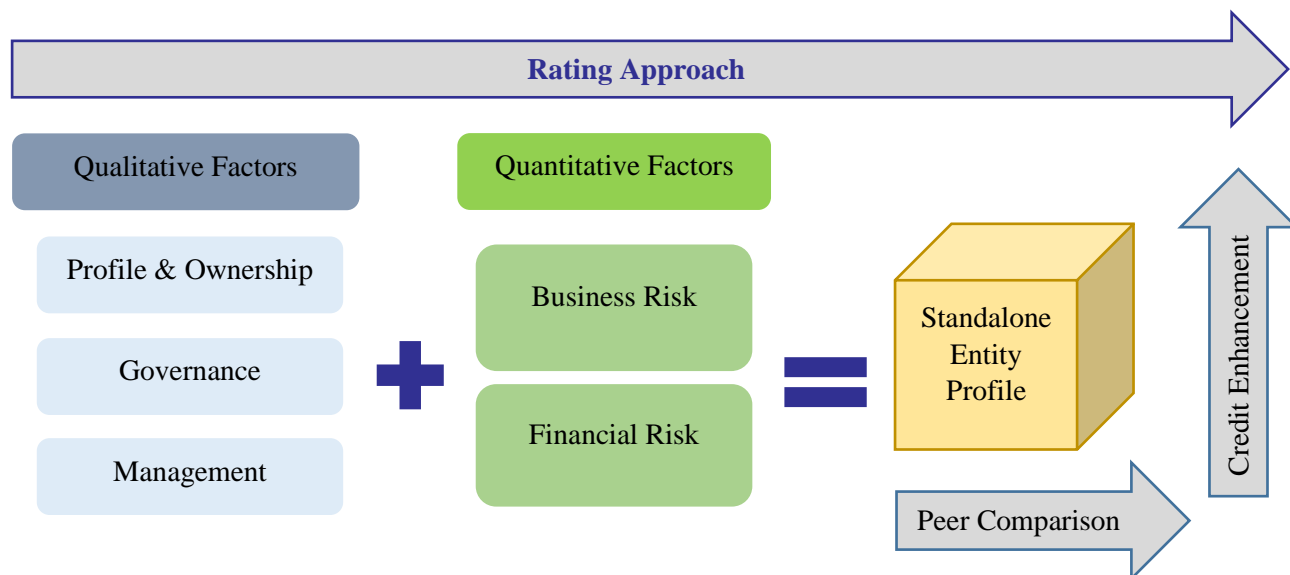 Rating Approach
Qualitative Factors
Quantitative Factors
Profile & Ownership
Governance
Management
Business Risk
Financial Risk
Standalone
Entity
Profile
Peer Comparison
Credit Enhancement